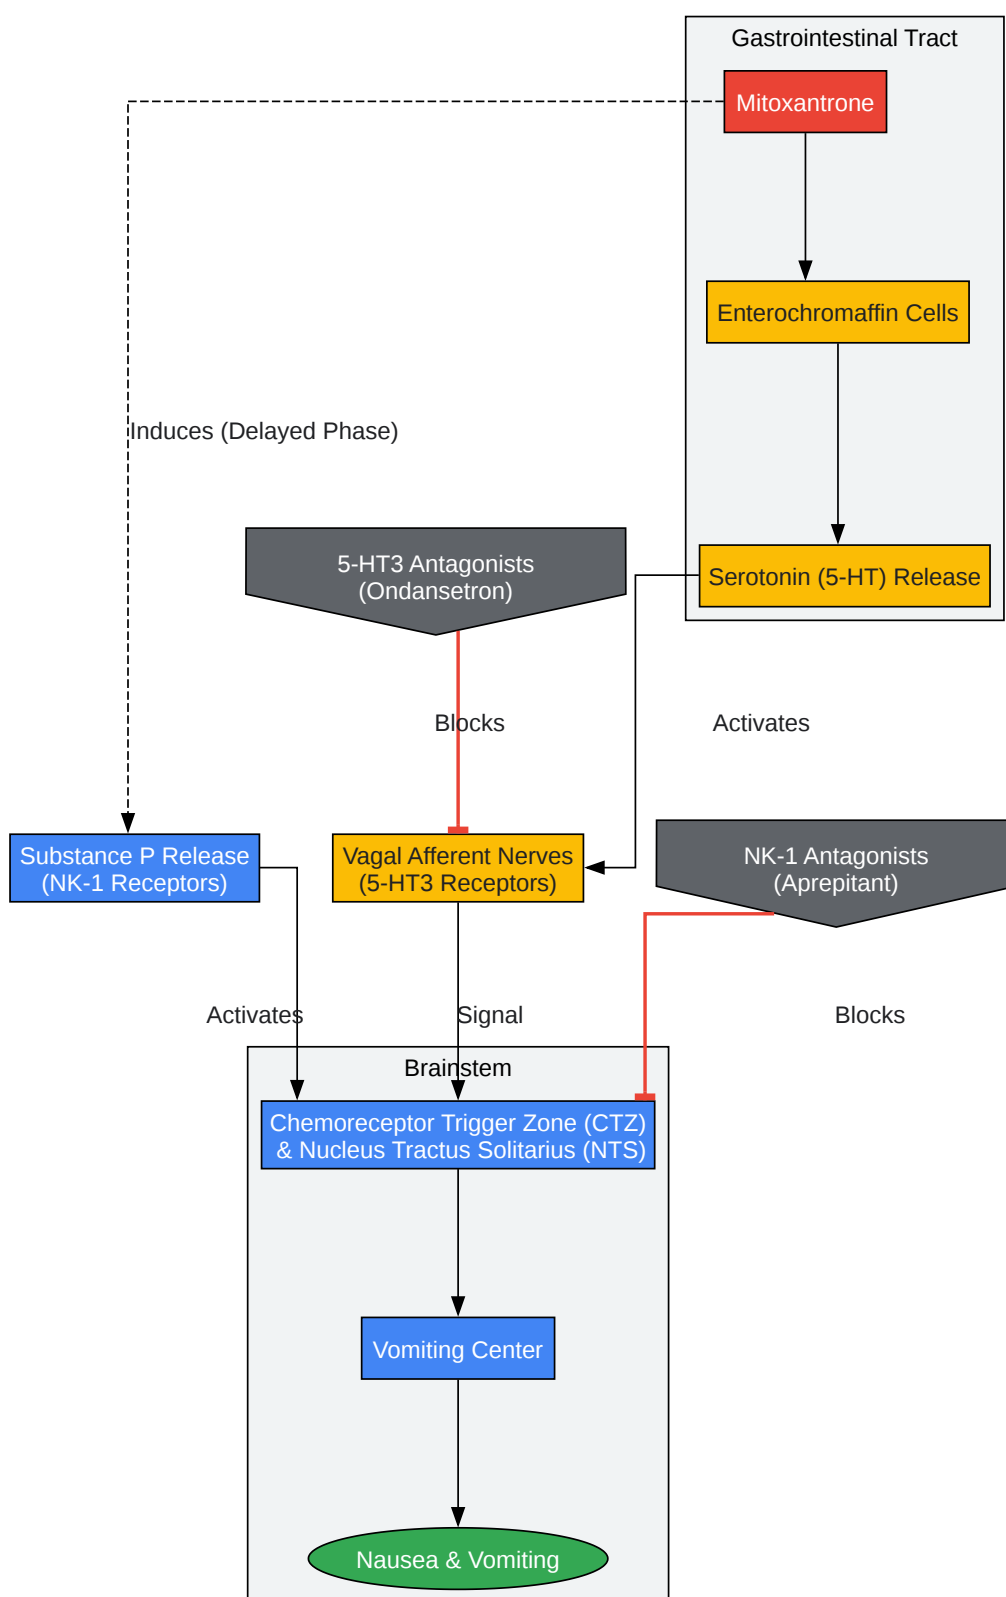 Gastrointestinal Tract
Mitoxantrone
Enterochromaffin Cells
Induces (Delayed Phase)
5-HT3 Antagonists
(Ondansetron)
Serotonin (5-HT) Release
Blocks
Activates
Substance P Release
(NK-1 Receptors)
Vagal Afferent Nerves
(5-HT3 Receptors)
NK-1 Antagonists
(Aprepitant)
Activates
Signal
Blocks
Brainstem
Chemoreceptor Trigger Zone (CTZ)
& Nucleus Tractus Solitarius (NTS)
Vomiting Center
Nausea & Vomiting